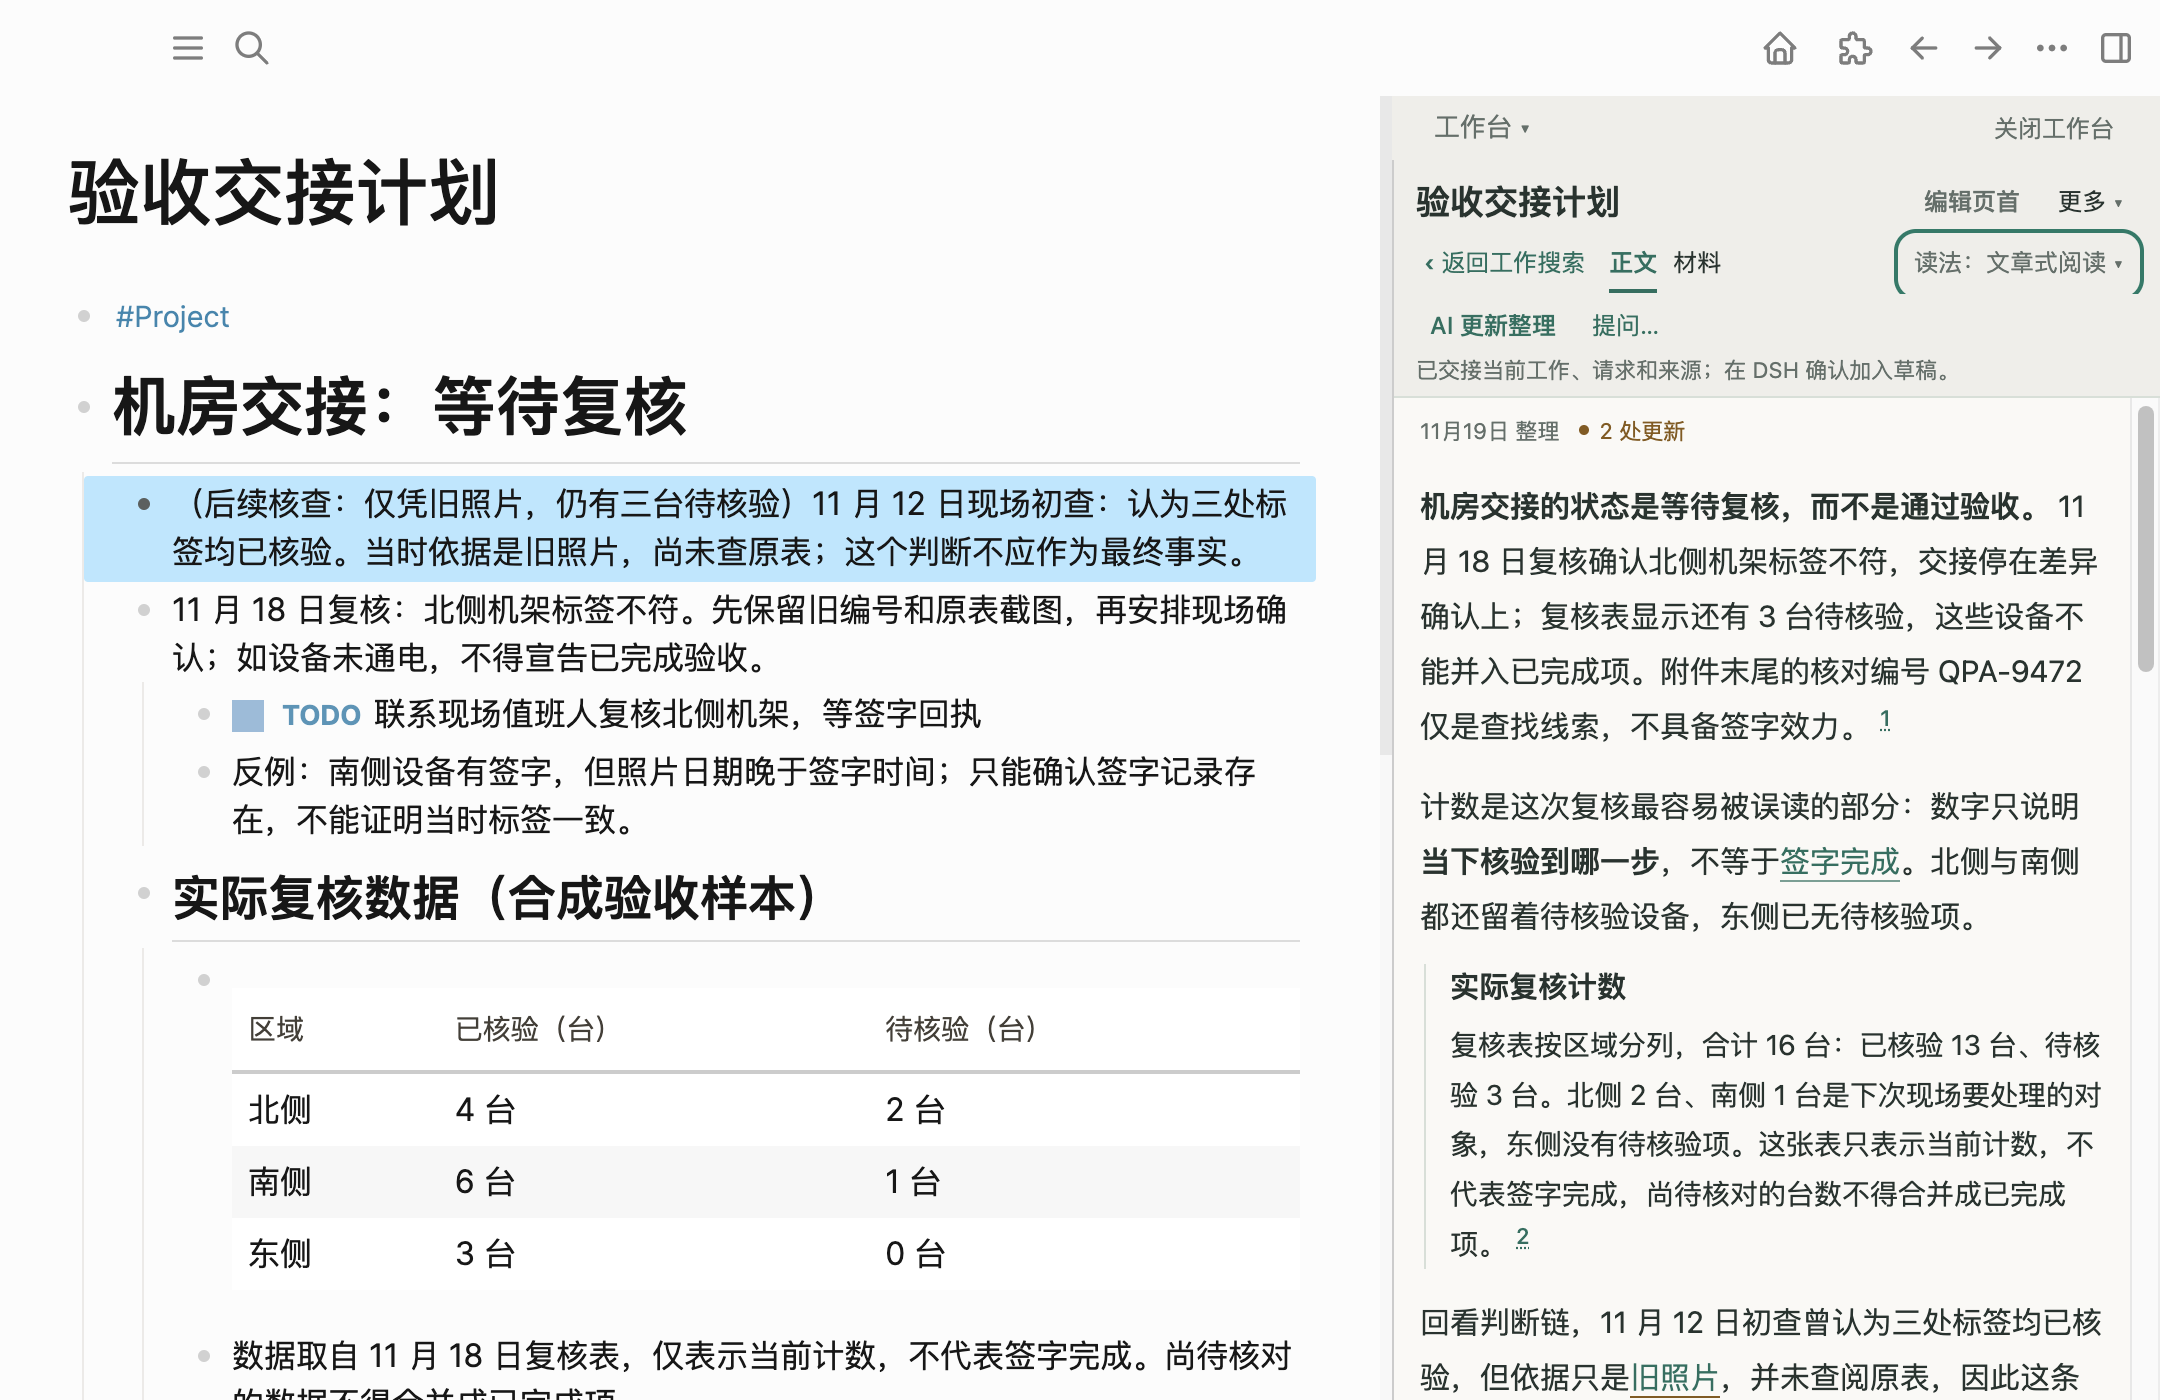 验收交接计划
#Project
机房交接：等待复核
（后续核查：仅凭旧照片，仍有三台待核验）11 月 12 日现场初查：认为三处标
签均已核验。当时依据是旧照片，尚未查原表；这个判断不应作为最终事实。
11 月 18 日复核：北侧机架标签不符。先保留旧编号和原表截图，再安排现场确
认；如设备未通电，不得宣告已完成验收。
TODO 联系现场值班人复核北侧机架，等签字回执
反例：南侧设备有签字，但照片日期晚于签字时间；只能确认签字记录存
在，不能证明当时标签一致。
实际复核数据（合成验收样本）
区域 已核验（台） 待核验（台）
北侧 4 台 2 台
南侧 6 台 1 台
东侧 3 台 0 台
数据取自 11 月 18 日复核表，仅表示当前计数，不代表签字完成。尚待核对
的数据不得合并成已完成项。
工作台 ▾ 关闭工作台
验收交接计划 编辑页首 更多 ▾
‹ 返回工作搜索 正文 材料 读法：文章式阅读 ▾
AI 更新整理 提问...
已交接当前工作、请求和来源；在 DSH 确认加入草稿。
11月19日 整理 ● 2 处更新
机房交接的状态是等待复核，而不是通过验收。 11
月 18 日复核确认北侧机架标签不符，交接停在差异
确认上；复核表显示还有 3 台待核验，这些设备不
能并入已完成项。附件末尾的核对编号 QPA-9472
仅是查找线索，不具备签字效力。 1
计数是这次复核最容易被误读的部分：数字只说明
当下核验到哪一步，不等于签字完成。北侧与南侧
都还留着待核验设备，东侧已无待核验项。
实际复核计数
复核表按区域分列，合计 16 台：已核验 13 台、待核
验 3 台。北侧 2 台、南侧 1 台是下次现场要处理的对
象，东侧没有待核验项。这张表只表示当前计数，不
代表签字完成，尚待核对的台数不得合并成已完成
项。 2
回看判断链，11 月 12 日初查曾认为三处标签均已核
验，但依据只是旧照片，并未查阅原表，因此这条